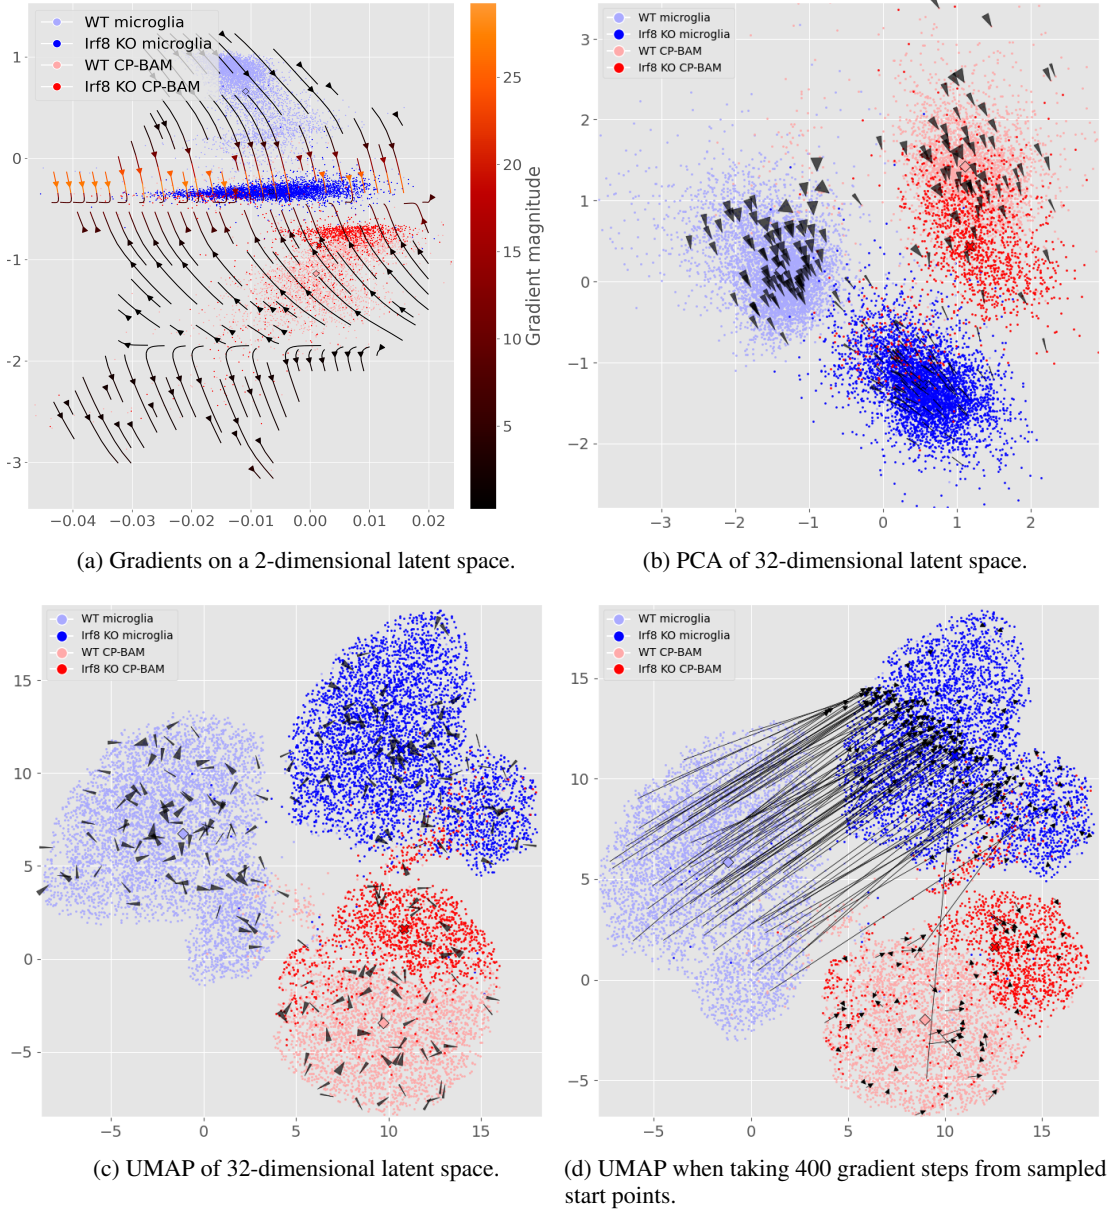 WT microglia
Irf8 KO microglia
WT CP-BAM
Irf8 KO CP-BAM
1
0
-1
-2
-3
−0.04 −0.03 −0.02 −0.01 0.00 0.01 0.02
25
20
15
10
5
Gradient magnitude
(a) Gradients on a 2-dimensional latent space.
WT microglia
Irf8 KO microglia
WT CP-BAM
Irf8 KO CP-BAM
3
2
1
0
−1
−2
−3 −2 −1 0 1 2
(b) PCA of 32-dimensional latent space.
WT microglia
Irf8 KO microglia
WT CP-BAM
Irf8 KO CP-BAM
15
10
5
0
−5
−5 0 5 10 15
(c) UMAP of 32-dimensional latent space.
WT microglia
Irf8 KO microglia
WT CP-BAM
Irf8 KO CP-BAM
15
10
5
0
−5
−5 0 5 10 15
(d) UMAP when taking 400 gradient steps from sampled
start points.